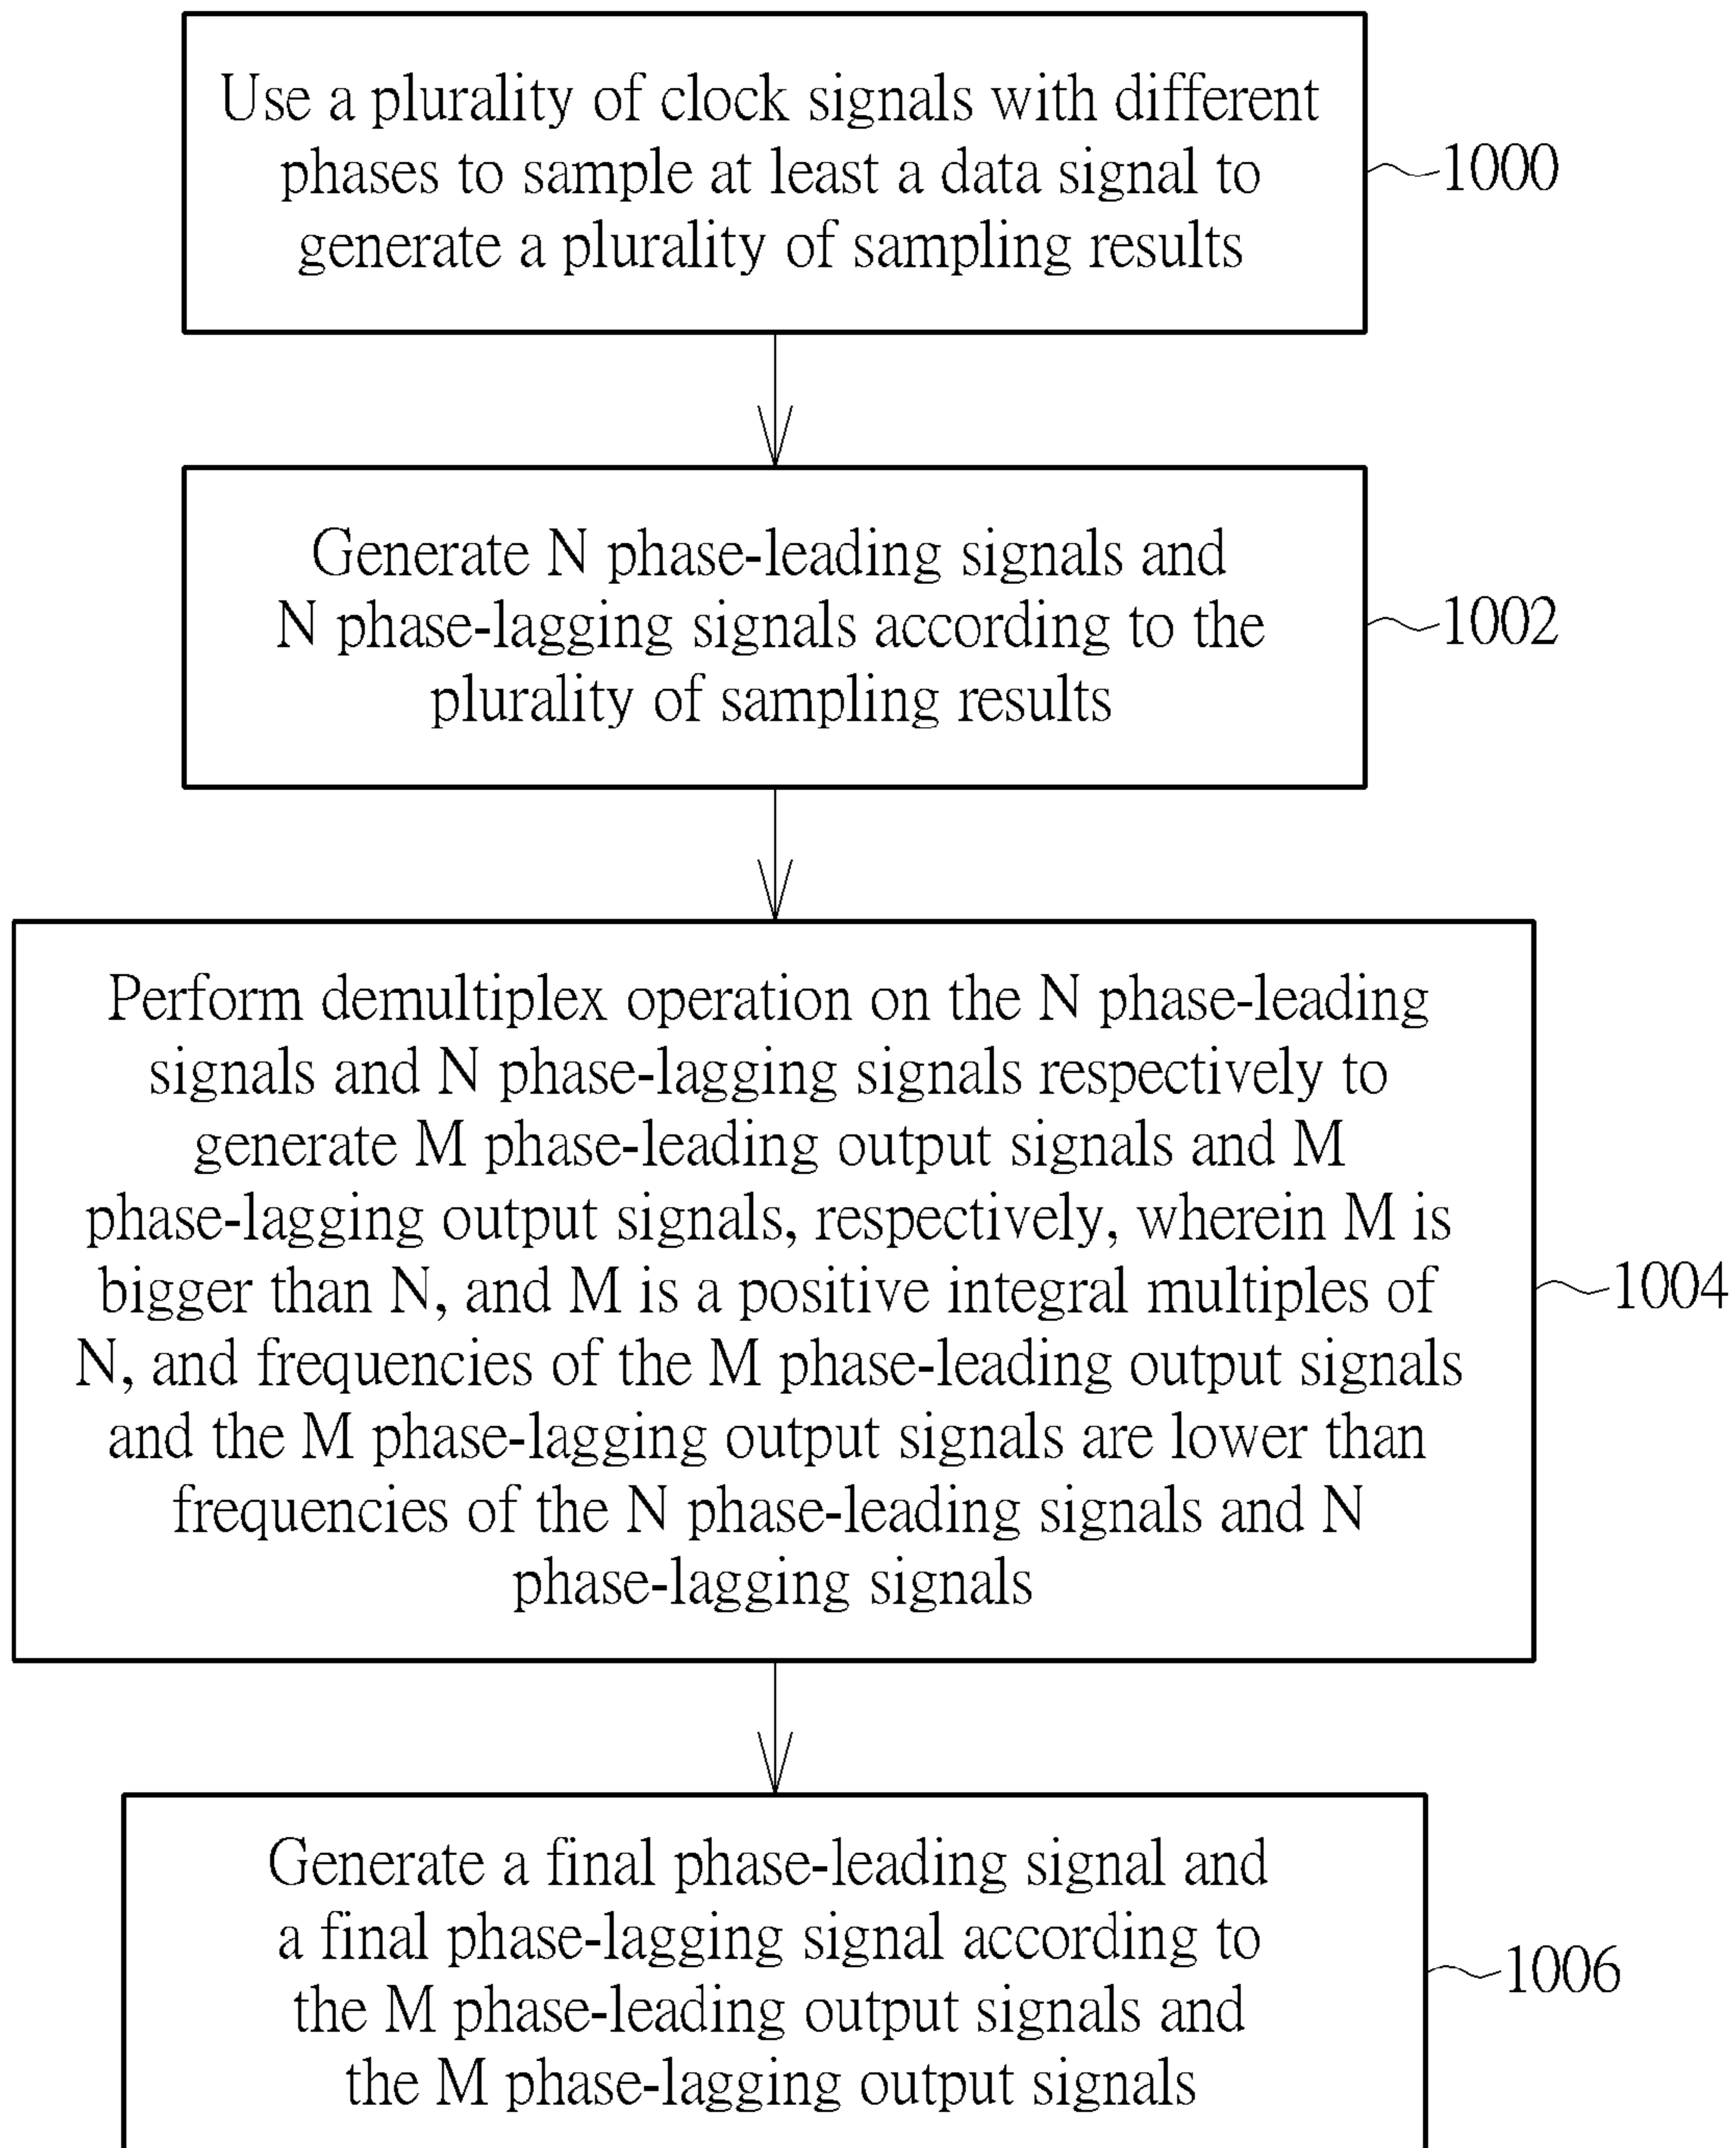 Use a plurality of clock signals with different
phases to sample at least a data signal to
generate a plurality of sampling results
1000
Generate N phase-leading signals and
N phase-lagging signals according to the
plurality of sampling results
1002
Perform demultiplex operation on the N phase-leading
signals and N phase-lagging signals respectively to
generate M phase-leading output signals and M
phase-lagging output signals, respectively, wherein M is
bigger than N, and M is a positive integral multiples of
N, and frequencies of the M phase-leading output signals
and the M phase-lagging output signals are lower than
frequencies of the N phase-leading signals and N
phase-lagging signals
1004
Generate a final phase-leading signal and
a final phase-lagging signal according to
the M phase-leading output signals and
the M phase-lagging output signals
1006